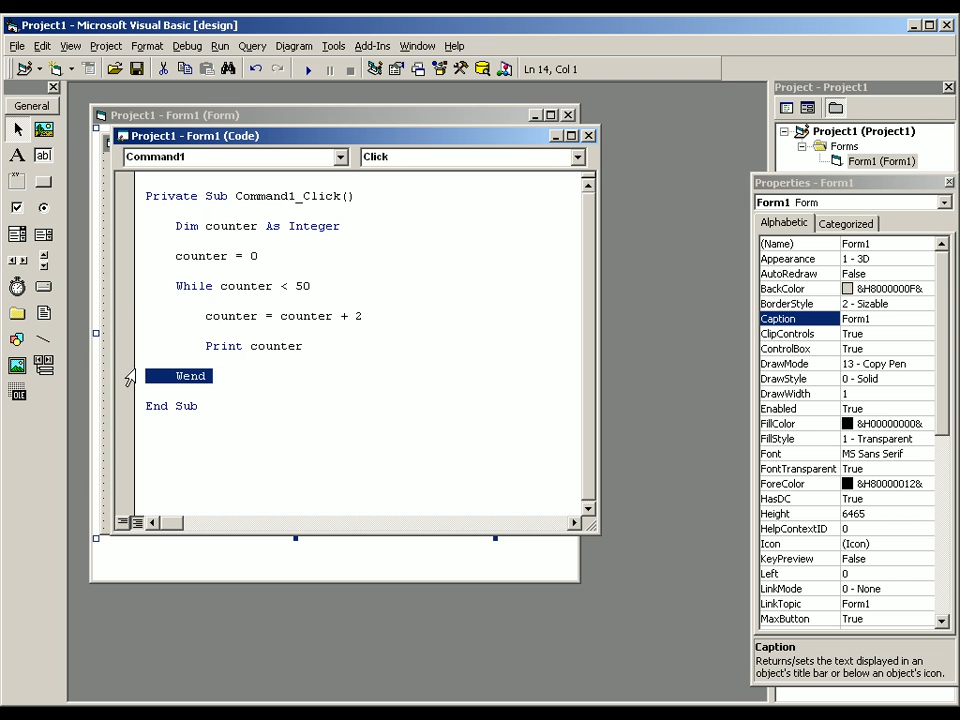 Project1 - Microsoft Visual Basic [design]
File Edit View Project Format Debug Run Query Diagram Tools Add-Ins Window Help
Ln 14, Col 1
General
A
ab|
xv
OLE
Project1 - Form1 (Form)
Project1 - Form1 (Code)
Command1
Click
Private Sub Command1_Click()
Dim counter As Integer
counter = 0
While counter < 50
counter = counter + 2
Print counter
Wend
End Sub
Project - Project1
Project1 (Project1)
Forms
Form1 (Form1)
Properties - Form1
Form1 Form
Alphabetic Categorized
(Name) Form1
Appearance 1 - 3D
AutoRedraw False
BackColor &H8000000F&
BorderStyle 2 - Sizable
Caption Form1
ClipControls True
ControlBox True
DrawMode 13 - Copy Pen
DrawStyle 0 - Solid
DrawWidth 1
Enabled True
FillColor &H00000000&
FillStyle 1 - Transparent
Font MS Sans Serif
FontTransparent True
ForeColor &H80000012&
HasDC True
Height 6465
HelpContextID 0
Icon (Icon)
KeyPreview False
Left 0
LinkMode 0 - None
LinkTopic Form1
MaxButton True
Caption
Returns/sets the text displayed in an
object's title bar or below an object's icon.